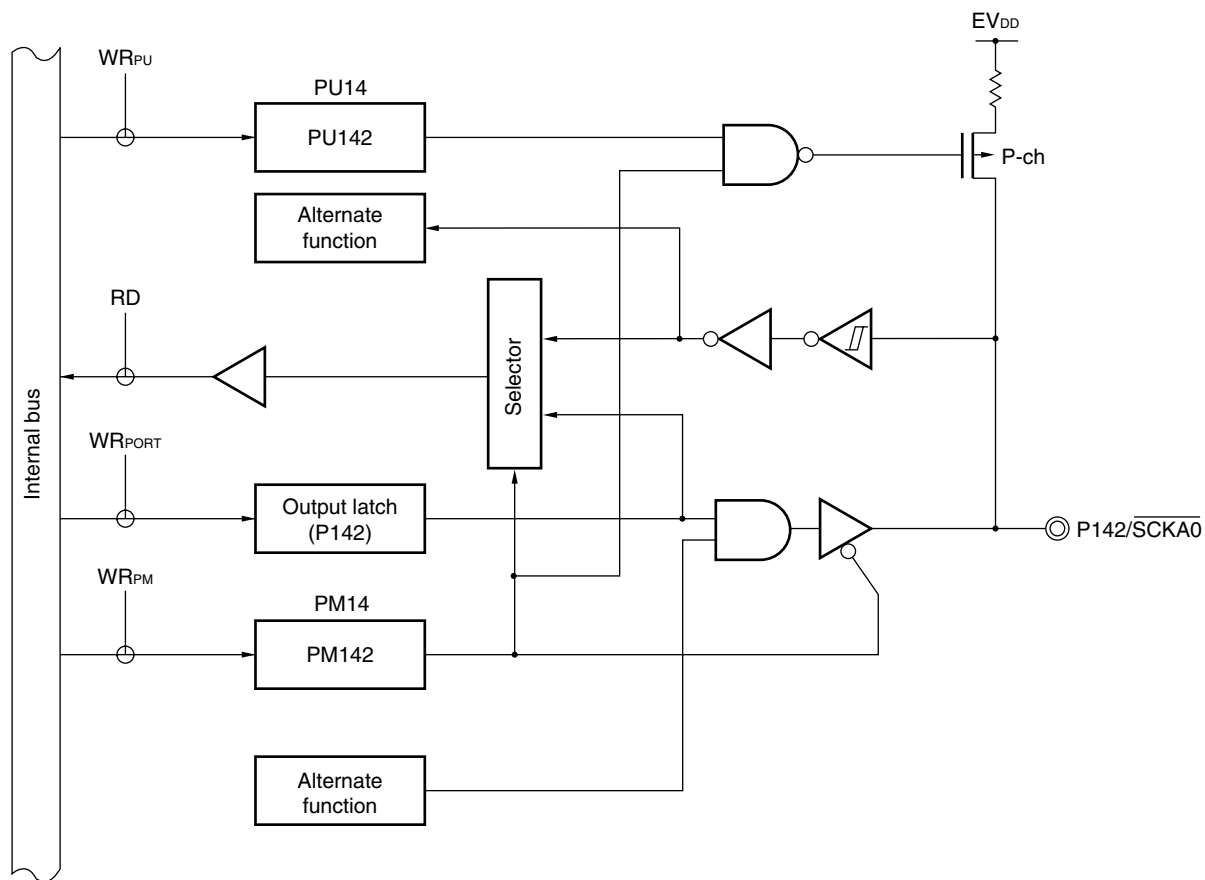 EVDD
WRPU
PU14
PU142
P-ch
Alternate
function
RD
Selector
Internal bus
WRPORT
Output latch
(P142)
P142/SCKA0
WRPM
PM14
PM142
Alternate
function